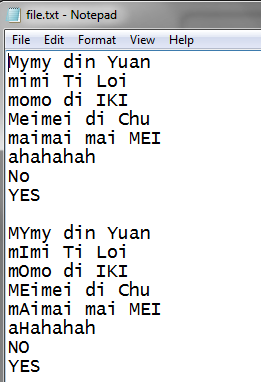 file.txt - Notepad
File Edit Format View Help
Mymy din Yuan
mimi Ti Loi
momo di IKI
Meimei di Chu
maimai mai MEI
ahahahah
No
YES

MYmy din Yuan
mImi Ti Loi
mOmo di IKI
MEimei di Chu
mAimai mai MEI
aHahahah
NO
YES